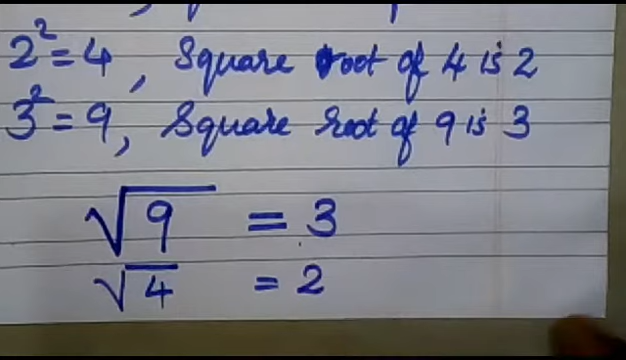 2² = 4, Square root of 4 is 2
3² = 9, Square root of 9 is 3
√9 = 3
√4 = 2